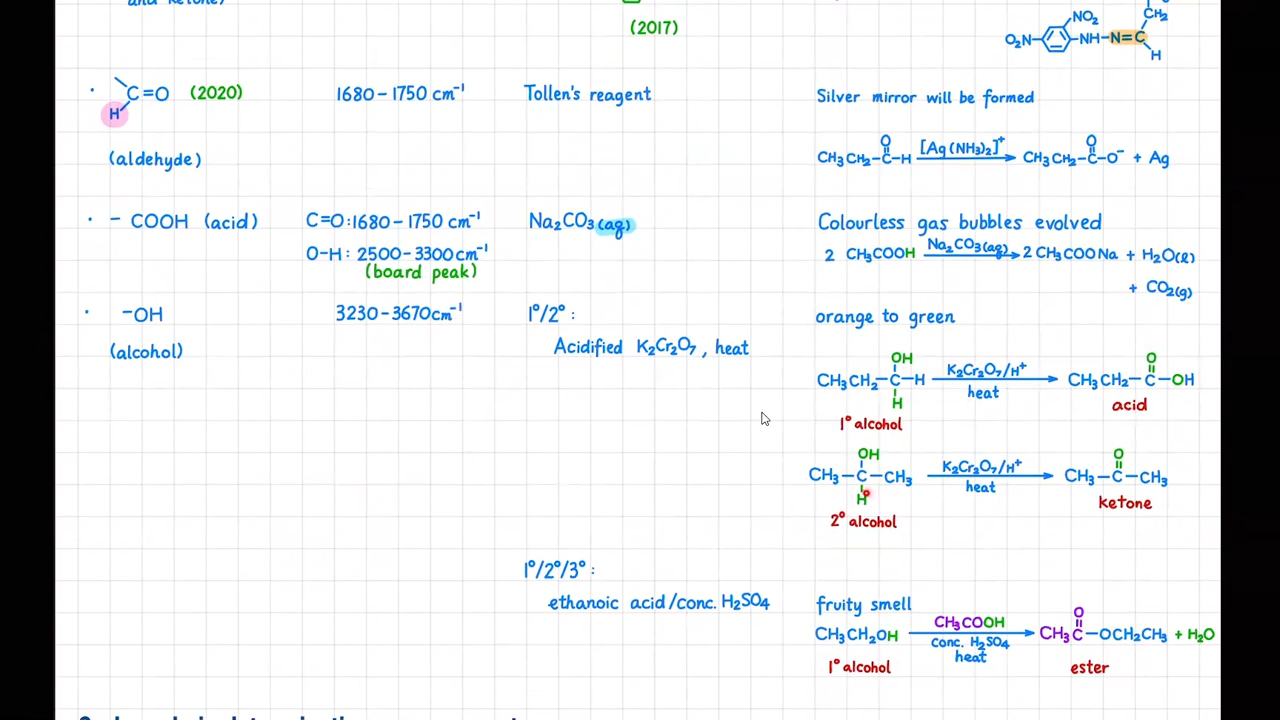 and ketone)
(2017)
NO2
O2N— —NH—N=C
CH2
H
• C=O (2020) 1680 – 1750 cm⁻¹ Tollen's reagent Silver mirror will be formed
H
(aldehyde)
CH3CH2–C–H [Ag(NH3)2]⁺ CH3CH2–C–O⁻ + Ag
O O
• – COOH (acid) C=O : 1680 – 1750 cm⁻¹ Na2CO3(aq) Colourless gas bubbles evolved
O–H : 2500 – 3300 cm⁻¹ 2 CH3COOH Na2CO3(aq) 2 CH3COONa + H2O(l)
(board peak) + CO2(g)
• –OH 3230 – 3670cm⁻¹ 1°/2° : orange to green
(alcohol) Acidified K2Cr2O7 , heat
OH O
CH3CH2–C–H K2Cr2O7/H⁺ CH3CH2–C–OH
H heat acid
1° alcohol
OH O
CH3–C–CH3 K2Cr2O7/H⁺ CH3–C–CH3
H heat ketone
2° alcohol
1°/2°/3° :
ethanoic acid/conc. H2SO4 fruity smell
O
CH3CH2OH CH3COOH CH3C–OCH2CH3 + H2O
conc. H2SO4
heat
1° alcohol ester